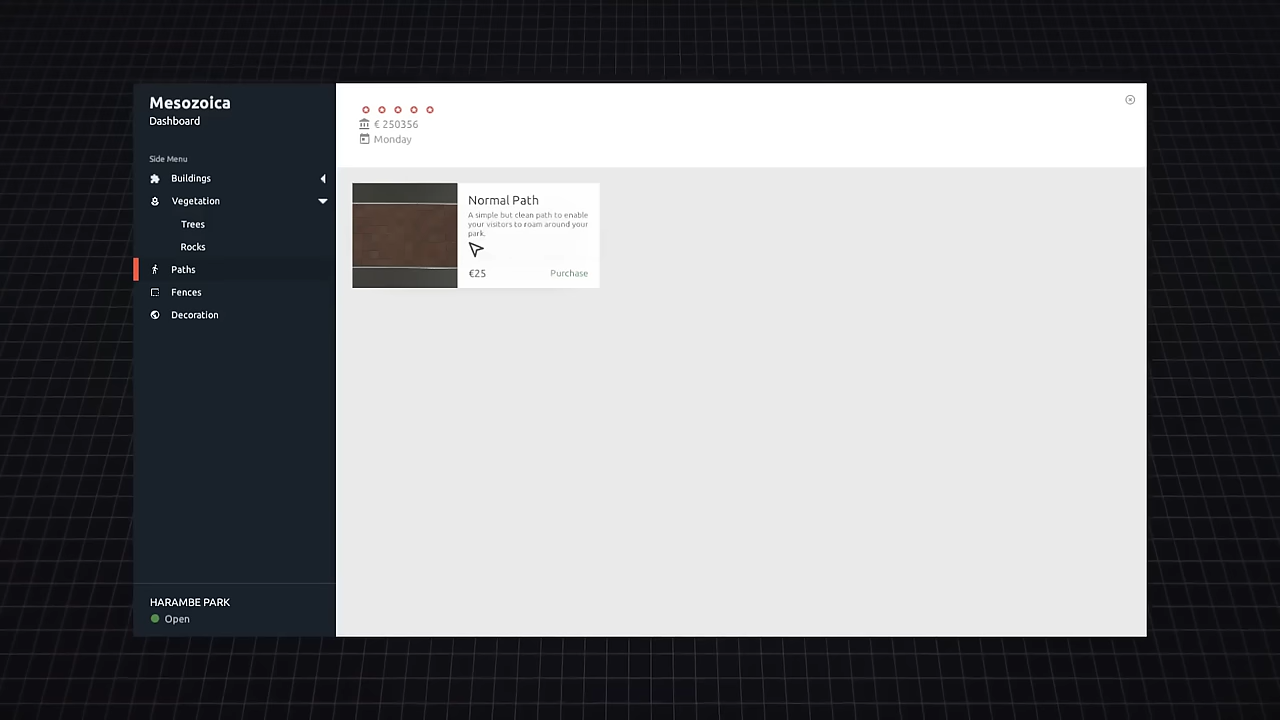 Mesozoica
Dashboard
Side Menu
Buildings
Vegetation
Trees
Rocks
Paths
Fences
Decoration
HARAMBE PARK
Open
€ 250356
Monday
Normal Path
A simple but clean path to enable
your visitors to roam around your
park.
€25
Purchase